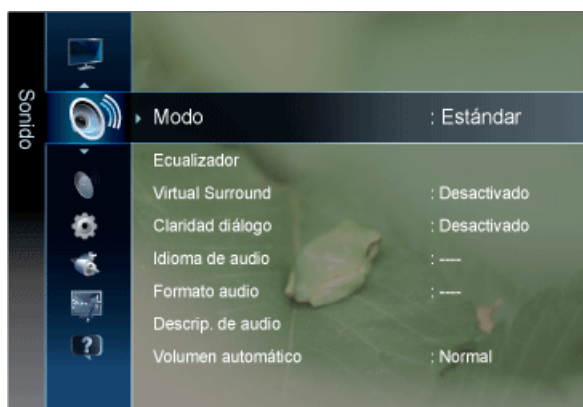 Sonido
Modo : Estándar
Ecualizador
Virtual Surround : Desactivado
Claridad diálogo : Desactivado
Idioma de audio : ----
Formato audio : ----
Descrip. de audio
Volumen automático : Normal
?